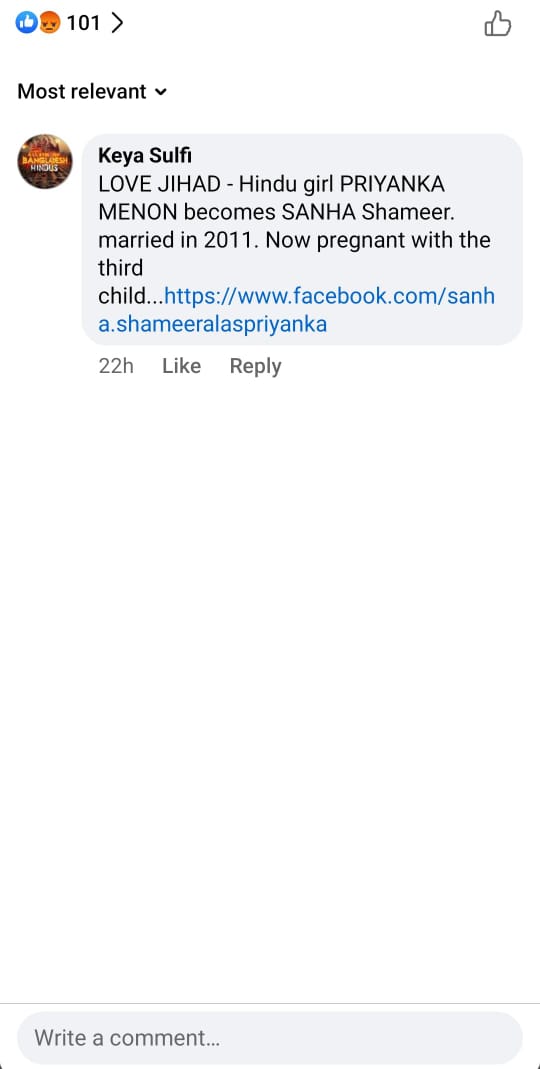 101
Most relevant
BANGLADESH
HINDUS
Keya Sulfi
LOVE JIHAD - Hindu girl PRIYANKA
MENON becomes SANHA Shameer.
married in 2011. Now pregnant with the
third
child...https://www.facebook.com/sanh
a.shameeralaspriyanka
22h Like Reply
Write a comment...